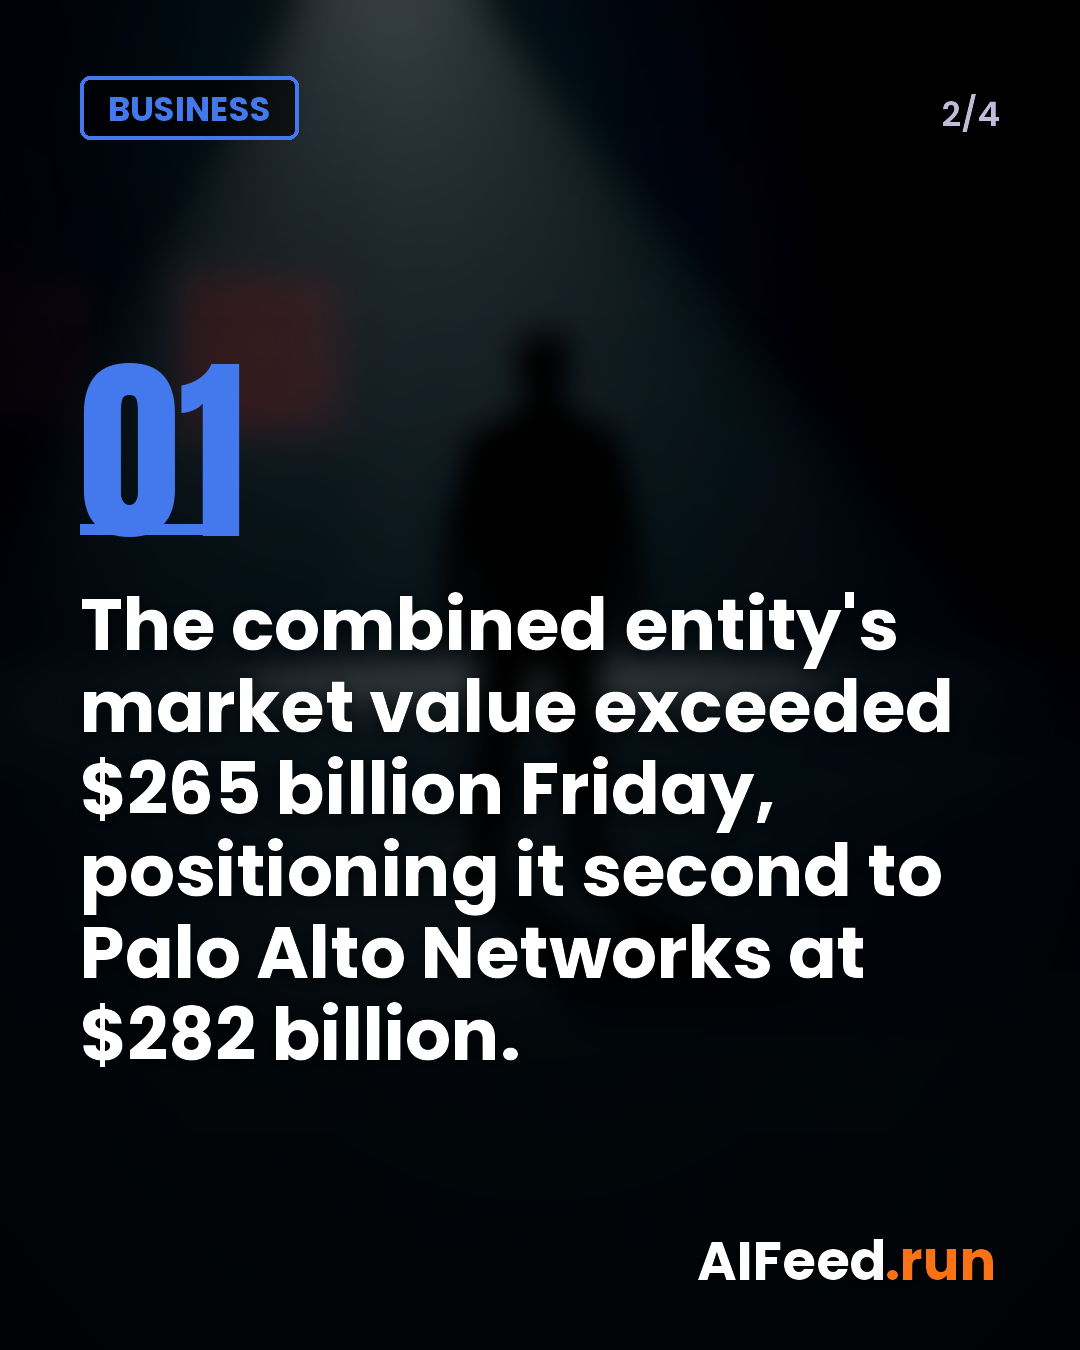 BUSINESS
2/4
01
The combined entity's
market value exceeded
$265 billion Friday,
positioning it second to
Palo Alto Networks at
$282 billion.
AIFeed.run